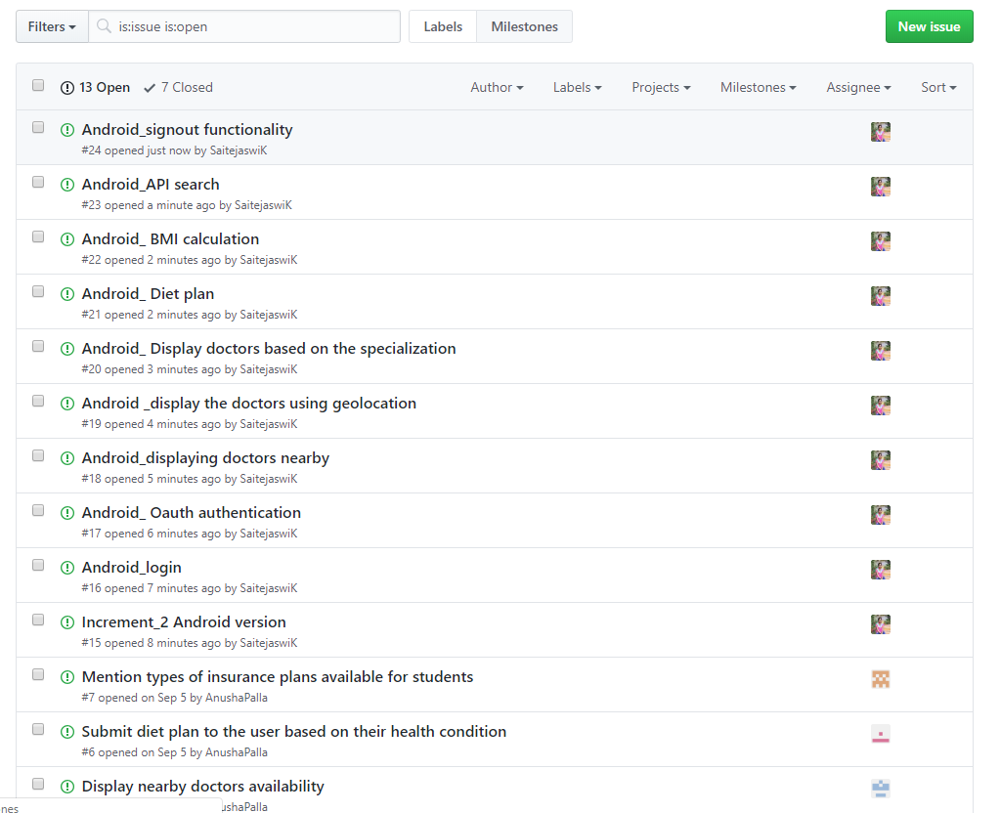 Filters is:issue is:open Labels Milestones New issue
13 Open 7 Closed Author Labels Projects Milestones Assignee Sort
Android_signout functionality
#24 opened just now by SaitejaswiK
Android_API search
#23 opened a minute ago by SaitejaswiK
Android_ BMI calculation
#22 opened 2 minutes ago by SaitejaswiK
Android_ Diet plan
#21 opened 2 minutes ago by SaitejaswiK
Android_ Display doctors based on the specialization
#20 opened 3 minutes ago by SaitejaswiK
Android _display the doctors using geolocation
#19 opened 4 minutes ago by SaitejaswiK
Android_displaying doctors nearby
#18 opened 5 minutes ago by SaitejaswiK
Android_ Oauth authentication
#17 opened 6 minutes ago by SaitejaswiK
Android_login
#16 opened 7 minutes ago by SaitejaswiK
Increment_2 Android version
#15 opened 8 minutes ago by SaitejaswiK
Mention types of insurance plans available for students
#7 opened on Sep 5 by AnushaPalla
Submit diet plan to the user based on their health condition
#6 opened on Sep 5 by AnushaPalla
Display nearby doctors availability
nes ushaPalla